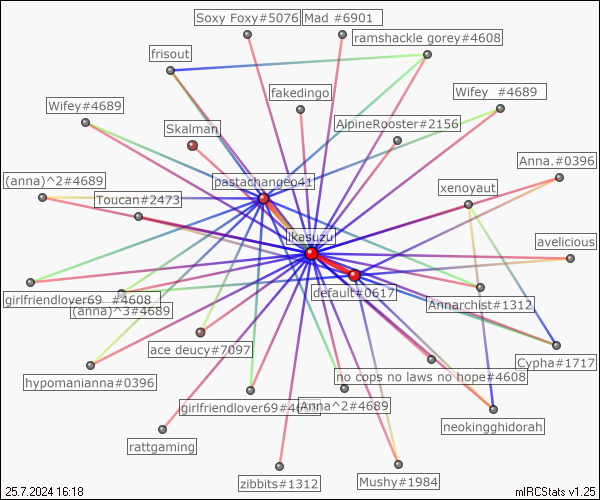 Soxy Foxy#5076
Mad #6901
ramshackle gorey#4608
frisout
fakedingo
Wifey#4689
Wifey  #4689
AlpineRooster#2156
Skalman
Anna.#0396
(anna)^2#4689
pastachangeo41
xenoyaut
Toucan#2473
ikasuzu
avelicious
default#0617
girlfriendlover69  #4608
(anna)^3#4689
Annarchist#1312
ace deucy#7097
Cypha#1717
hypomanianna#0396
no cops no laws no hope#4608
girlfriendlover69#4608
Anna^2#4689
neokingghidorah
rattgaming
zibbits#1312
Mushy#1984
25.7.2024 16:18
mIRCStats v1.25